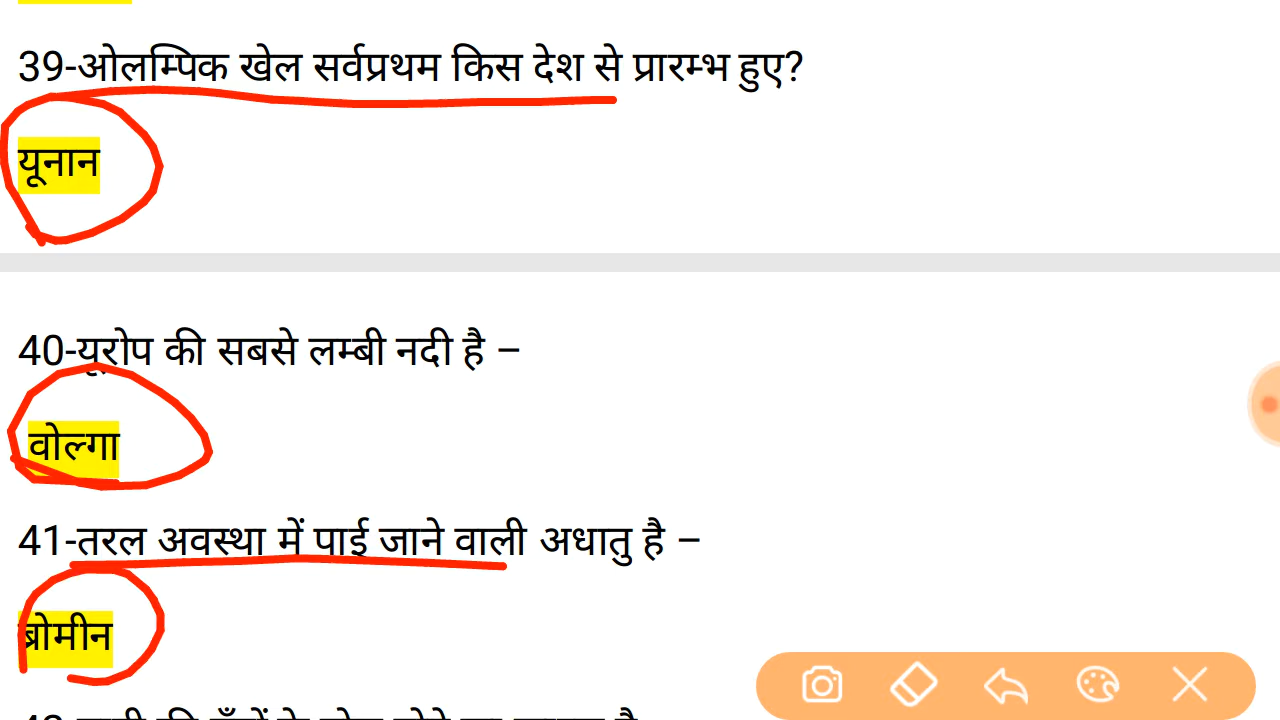 39-ओलम्पिक खेल सर्वप्रथम किस देश से प्रारम्भ हुए?
यूनान
40-यूरोप की सबसे लम्बी नदी है –
वोल्गा
41-तरल अवस्था में पाई जाने वाली अधातु है –
ब्रोमीन